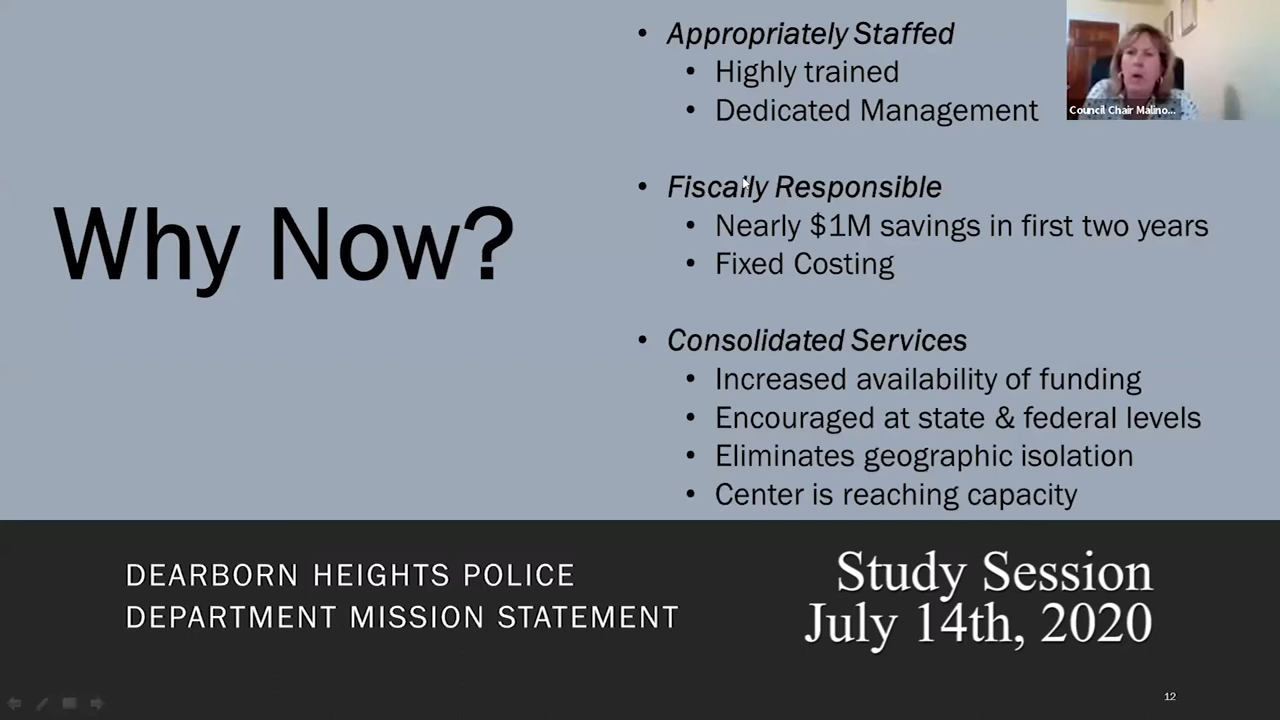 Why Now?
• Appropriately Staffed
• Highly trained
• Dedicated Management
• Fiscally Responsible
• Nearly $1M savings in first two years
• Fixed Costing
• Consolidated Services
• Increased availability of funding
• Encouraged at state & federal levels
• Eliminates geographic isolation
• Center is reaching capacity
Council Chair Malino...
DEARBORN HEIGHTS POLICE
DEPARTMENT MISSION STATEMENT
Study Session
July 14th, 2020
12